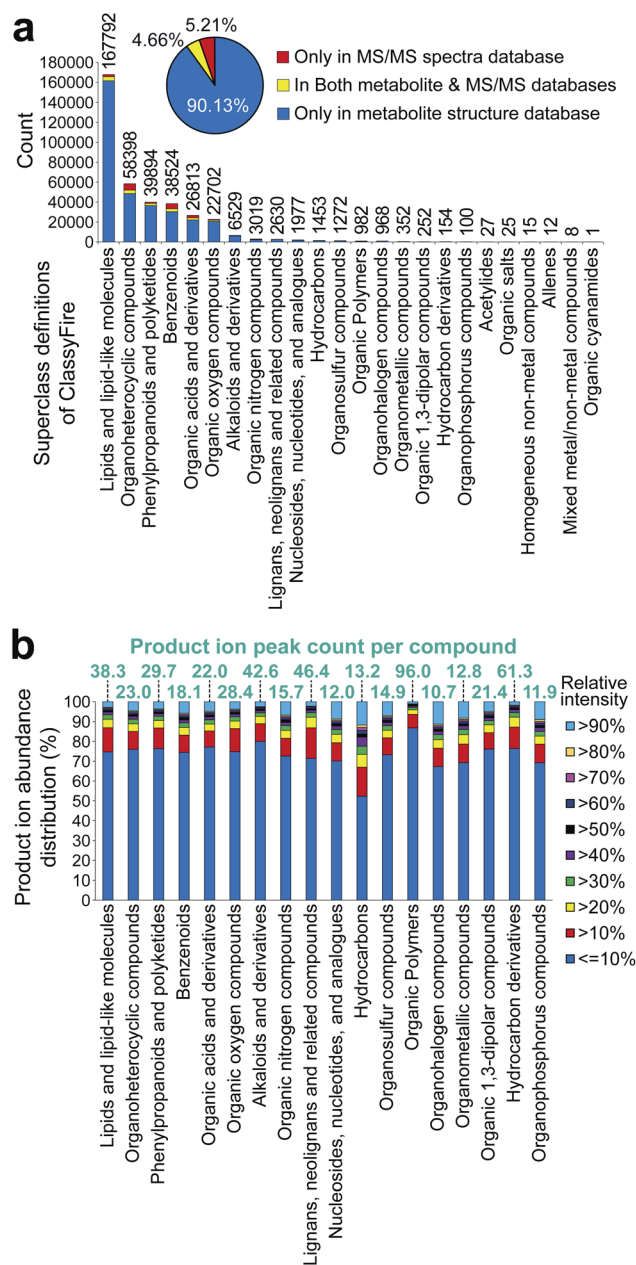 a
4.66%
5.21%
90.13%
Only in MS/MS spectra database
In Both metabolite & MS/MS databases
Only in metabolite structure database
Count
180000
160000
140000
120000
100000
80000
60000
40000
20000
0
167792
58398
39894
38524
26813
22702
6529
3019
2630
1977
1453
1272
982
968
352
252
154
100
27
25
15
12
8
1
Superclass definitions
of ClassyFire
Lipids and lipid-like molecules
Organoheterocyclic compounds
Phenylpropanoids and polyketides
Benzenoids
Organic acids and derivatives
Organic oxygen compounds
Alkaloids and derivatives
Organic nitrogen compounds
Lignans, neolignans and related compounds
Nucleosides, nucleotides, and analogues
Hydrocarbons
Organosulfur compounds
Organic Polymers
Organohalogen compounds
Organometallic compounds
Organic 1,3-dipolar compounds
Hydrocarbon derivatives
Organophosphorus compounds
Acetylides
Organic salts
Homogeneous non-metal compounds
Allenes
Mixed metal/non-metal compounds
Organic cyanamides
b
Product ion peak count per compound
38.3 29.7 22.0 42.6 46.4 13.2 96.0 12.8 61.3
23.0 18.1 28.4 15.7 12.0 14.9 10.7 21.4 11.9
Product ion abundance
distribution (%)
100
90
80
70
60
50
40
30
20
10
0
Relative
intensity
>90%
>80%
>70%
>60%
>50%
>40%
>30%
>20%
>10%
<=10%
Lipids and lipid-like molecules
Organoheterocyclic compounds
Phenylpropanoids and polyketides
Benzenoids
Organic acids and derivatives
Organic oxygen compounds
Alkaloids and derivatives
Organic nitrogen compounds
Lignans, neolignans and related compounds
Nucleosides, nucleotides, and analogues
Hydrocarbons
Organosulfur compounds
Organic Polymers
Organohalogen compounds
Organometallic compounds
Organic 1,3-dipolar compounds
Hydrocarbon derivatives
Organophosphorus compounds